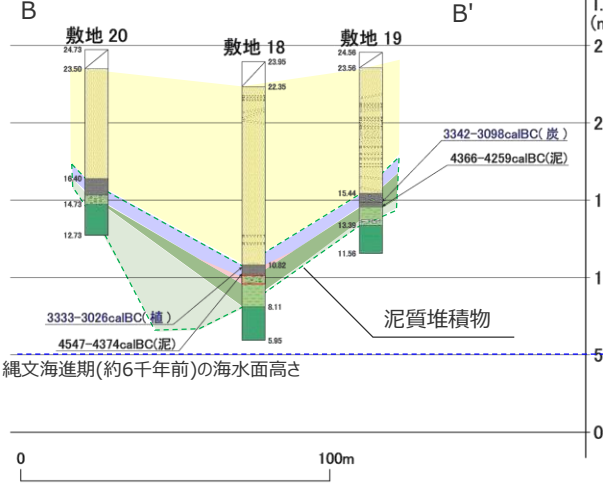 B
B'
T.
(m
敷地 20
敷地 18
敷地 19
24.73
23.50
16.40
14.73
12.73
23.95
22.35
10.82
8.11
5.95
24.56
23.56
15.44
13.39
11.56
2
2
1
1
5
0
3342-3098calBC( 炭 )
4366-4259calBC(泥)
3333-3026calBC( 植 )
4547-4374calBC(泥)
泥質堆積物
縄文海進期(約6千年前)の海水面高さ
0
100m